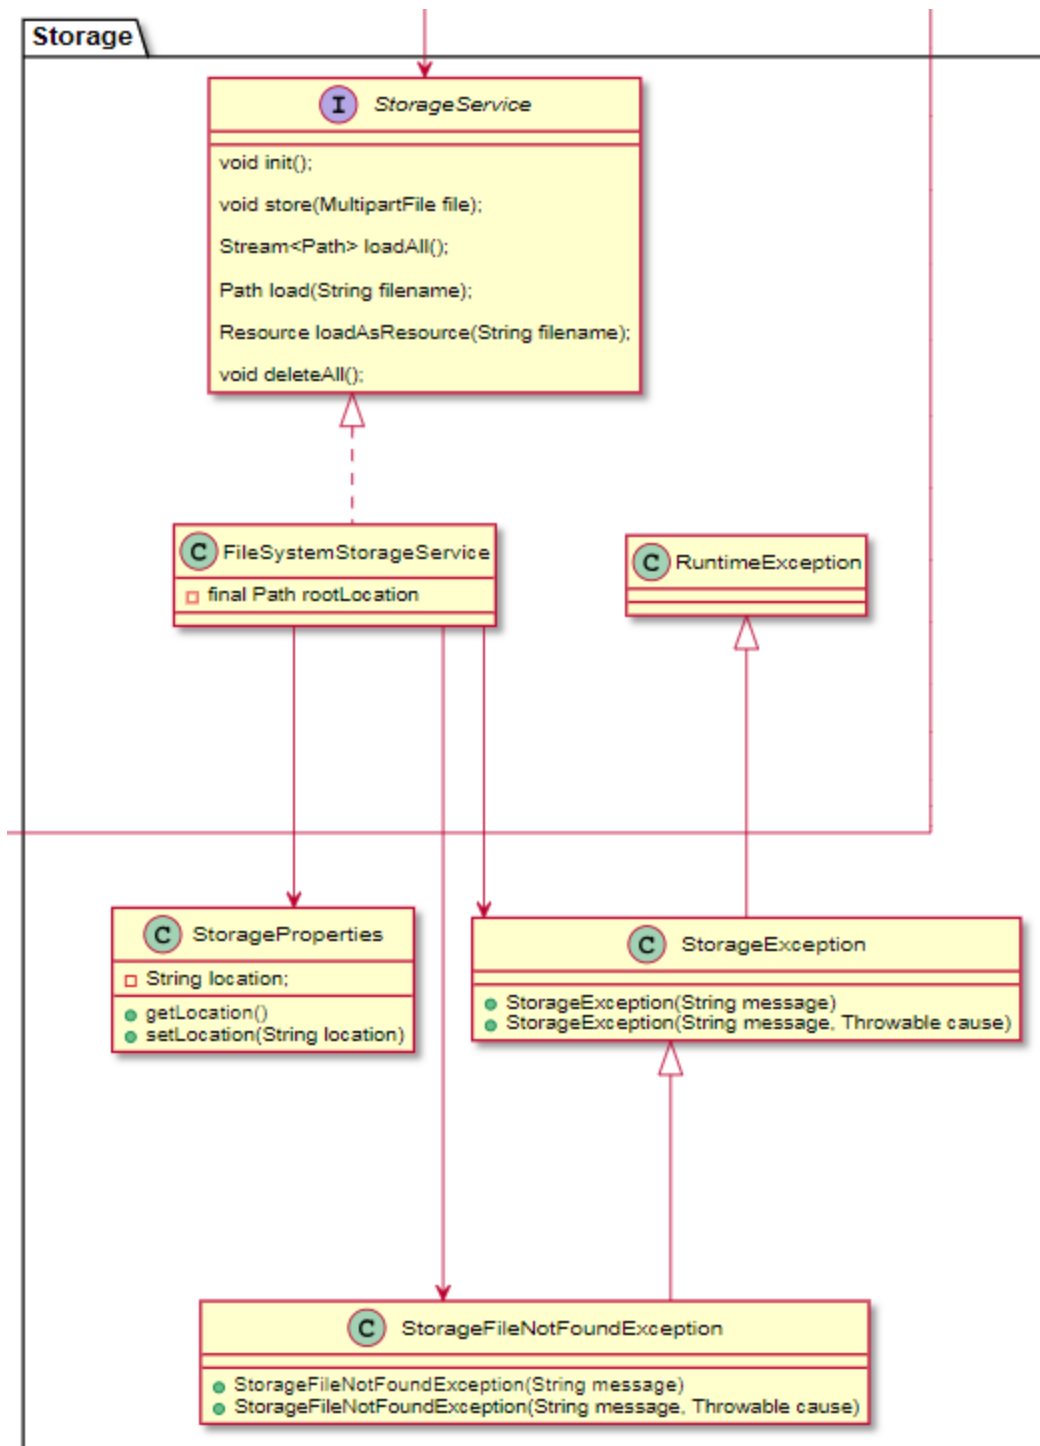 Storage
I StorageService
void init();
void store(MultipartFile file);
Stream<Path> loadAll();
Path load(String filename);
Resource loadAsResource(String filename);
void deleteAll();
C FileSystemStorageService
final Path rootLocation
C RuntimeException
C StorageProperties
String location;
getLocation()
setLocation(String location)
C StorageException
StorageException(String message)
StorageException(String message, Throwable cause)
C StorageFileNotFoundException
StorageFileNotFoundException(String message)
StorageFileNotFoundException(String message, Throwable cause)